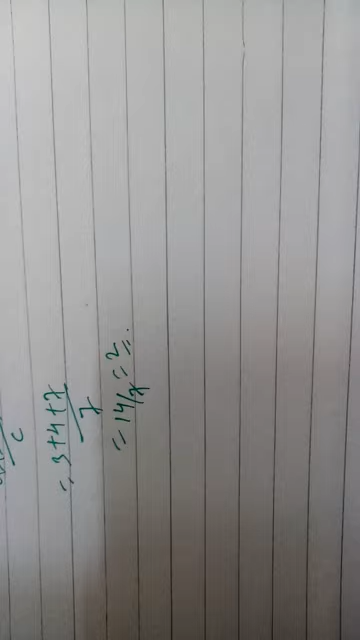 c
= 3+4+7/7
= 14/7 = 2